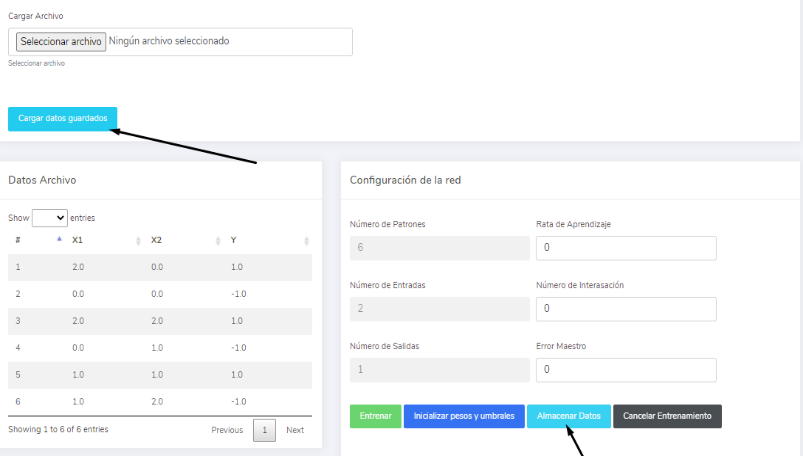 Cargar Archivo
Seleccionar archivo Ningún archivo seleccionado
Seleccionar archivo
Cargar datos guardados
Datos Archivo
Show entries
# X1 X2 Y
1 2.0 0.0 1.0
2 0.0 0.0 -1.0
3 2.0 2.0 1.0
4 0.0 1.0 -1.0
5 1.0 1.0 1.0
6 1.0 2.0 -1.0
Showing 1 to 6 of 6 entries Previous 1 Next
Configuración de la red
Número de Patrones Rata de Aprendizaje
6 0
Número de Entradas Número de Interasación
2 0
Número de Salidas Error Maestro
1 0
Entrenar Inicializar pesos y umbrales Almacenar Datos Cancelar Entrenamiento